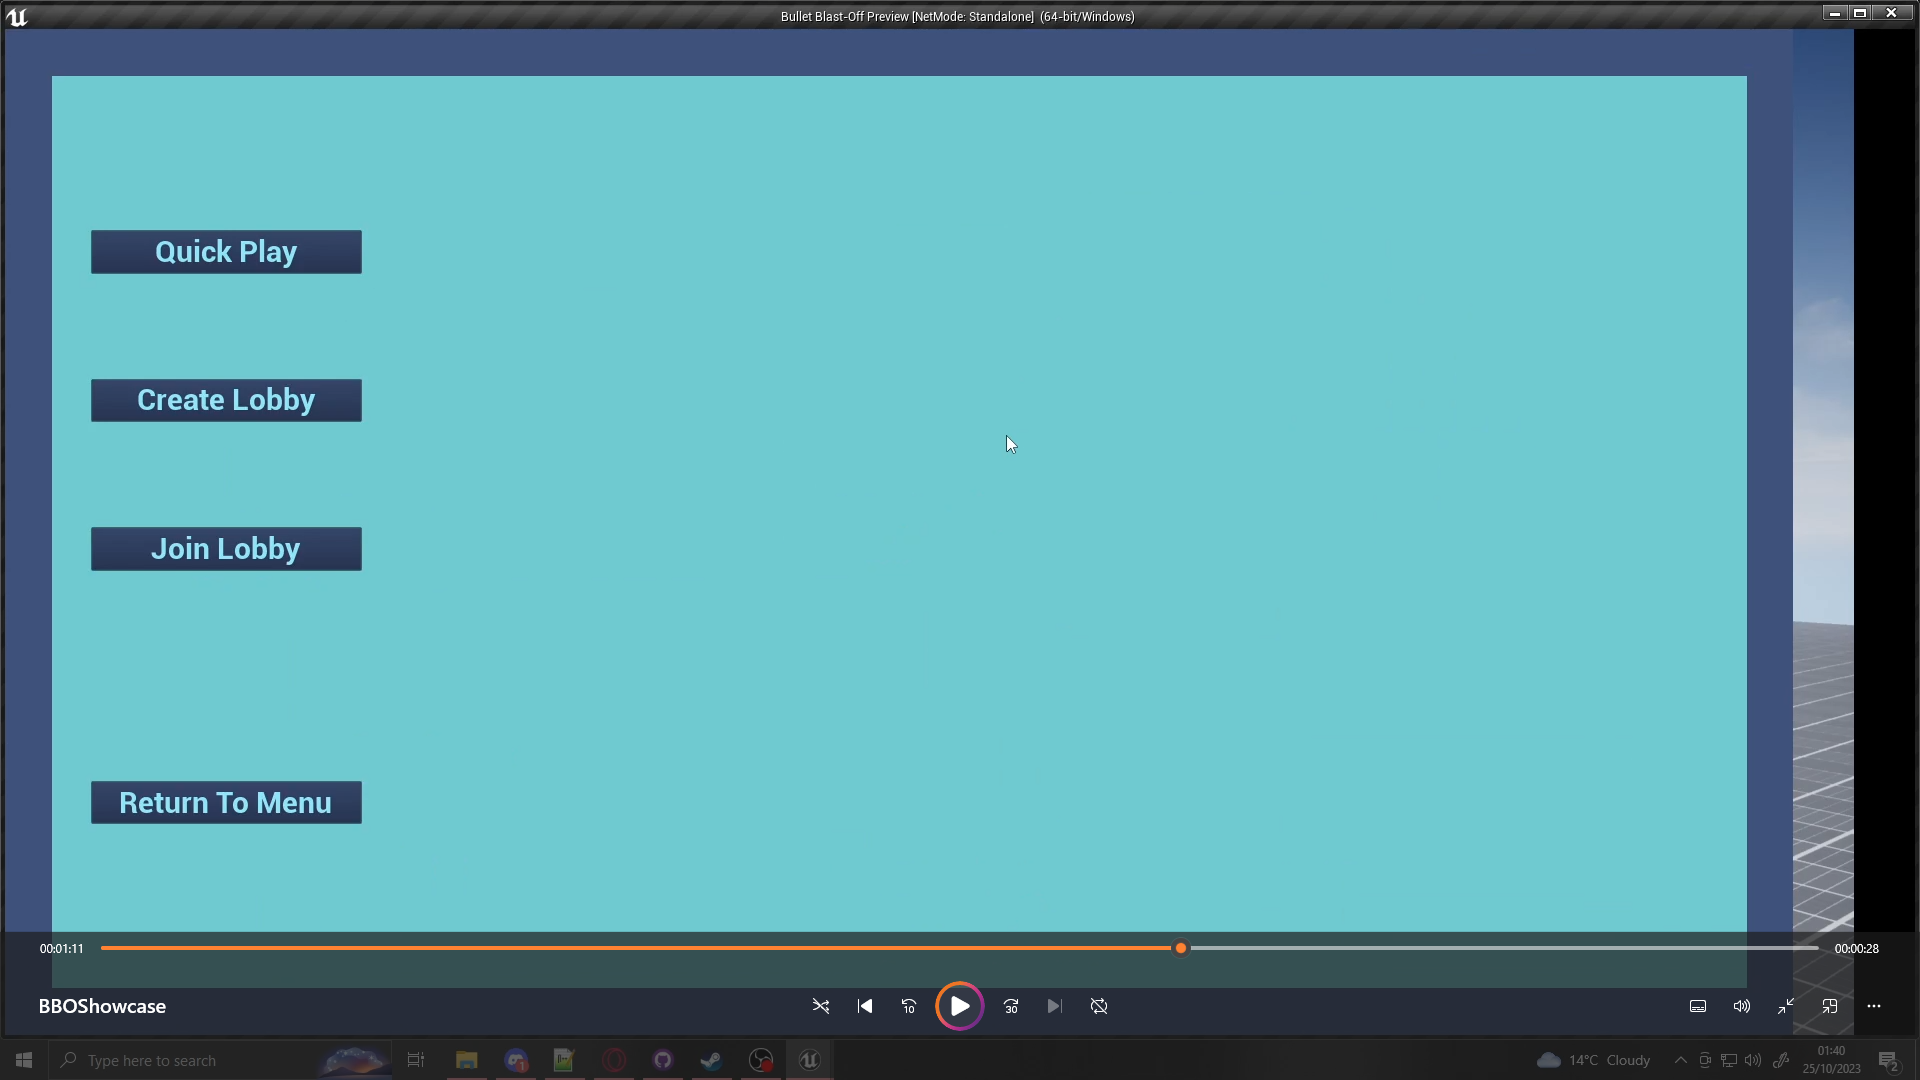 Bullet Blast-Off Preview [NetMode: Standalone] (64-bit/Windows)
Quick Play
Create Lobby
Join Lobby
Return To Menu
00:01:11
00:00:28
BBOShowcase
10
30
Type here to search
14°C Cloudy
01:40
25/10/2023
2